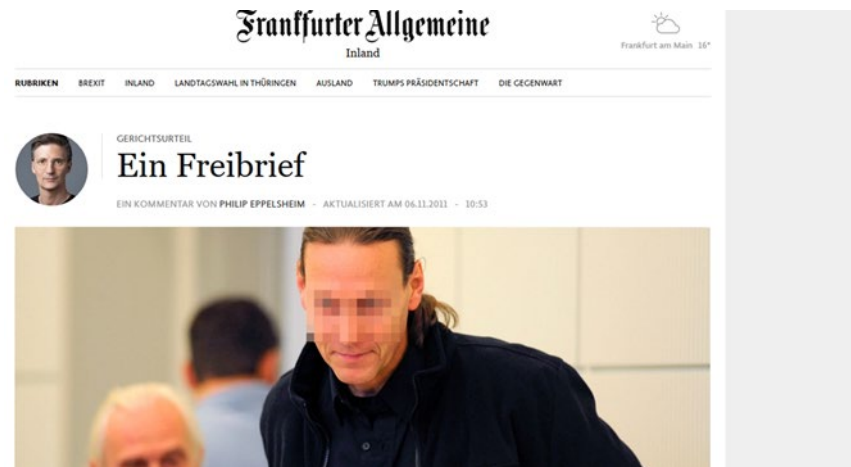 Frankfurter Allgemeine
Inland
Frankfurt am Main 16°
RUBRIKEN BREXIT INLAND LANDTAGSWAHL IN THÜRINGEN AUSLAND TRUMPS PRÄSIDENTSCHAFT DIE GEGENWART
GERICHTSURTEIL
Ein Freibrief
EIN KOMMENTAR VON PHILIP EPPELSHEIM - AKTUALISIERT AM 06.11.2011 - 10:53